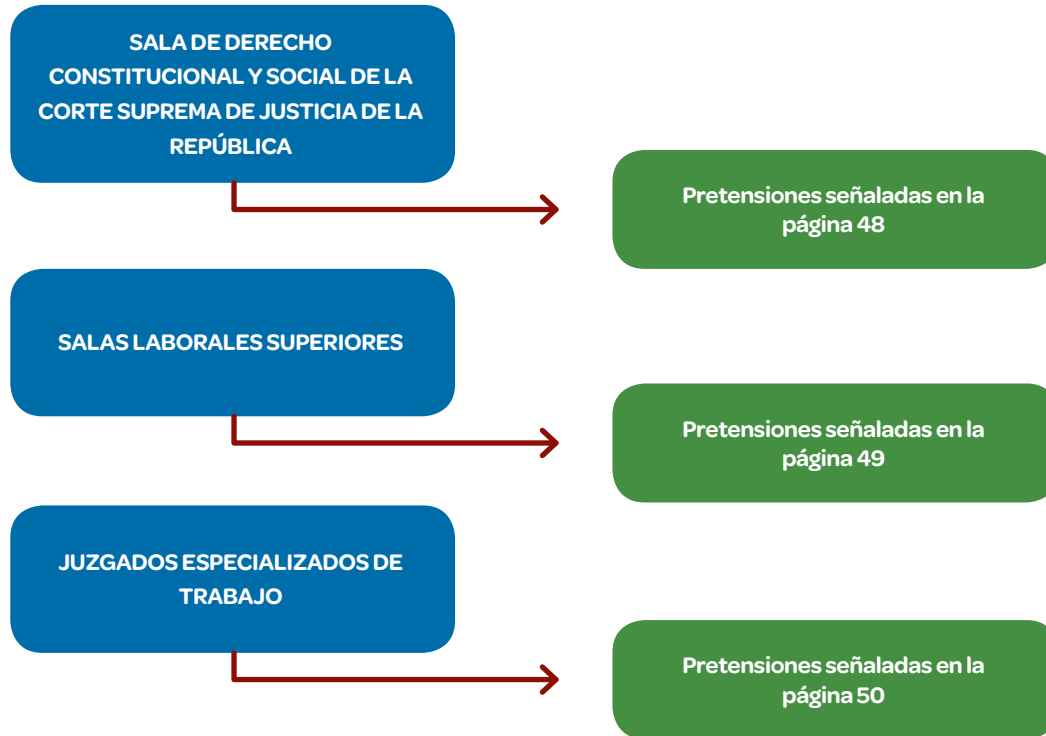 SALA DE DERECHO
CONSTITUCIONAL Y SOCIAL DE LA
CORTE SUPREMA DE JUSTICIA DE LA
REPÚBLICA
Pretensiones señaladas en la
página 48
SALAS LABORALES SUPERIORES
Pretensiones señaladas en la
página 49
JUZGADOS ESPECIALIZADOS DE
TRABAJO
Pretensiones señaladas en la
página 50